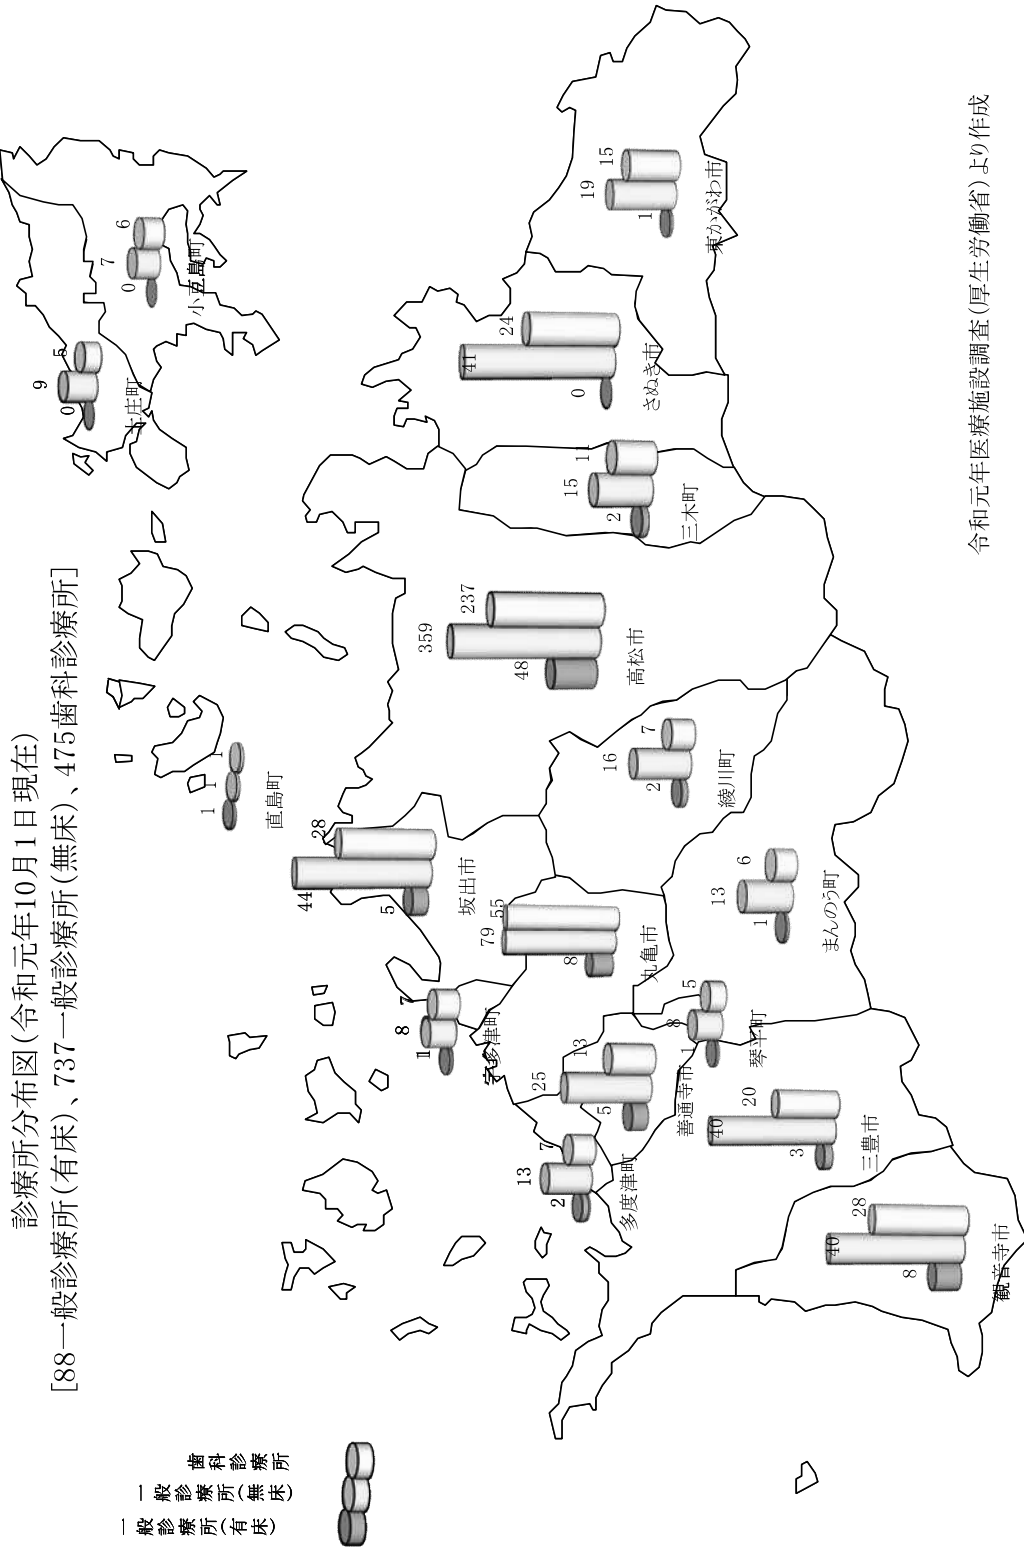 診療所分布図(令和元年10月1日現在)
[88一般診療所(有床)、737一般診療所(無床)、475歯科診療所]
一般診療所(有床)
一般診療所(無床)
歯科診療所
0
9
5
土庄町
0
7
6
小豆島町
1
1
1
直島町
8
40
28
観音寺市
3
40
20
三豊市
2
13
7
多度津町
5
25
13
善通寺市
1
8
5
琴平町
1
8
7
宇多津町
8
79
55
丸亀市
1
13
6
まんのう町
5
44
28
坂出市
2
16
7
綾川町
48
359
237
高松市
2
15
11
三木町
0
41
24
さぬき市
1
19
15
東かがわ市
令和元年医療施設調査(厚生労働省)より作成